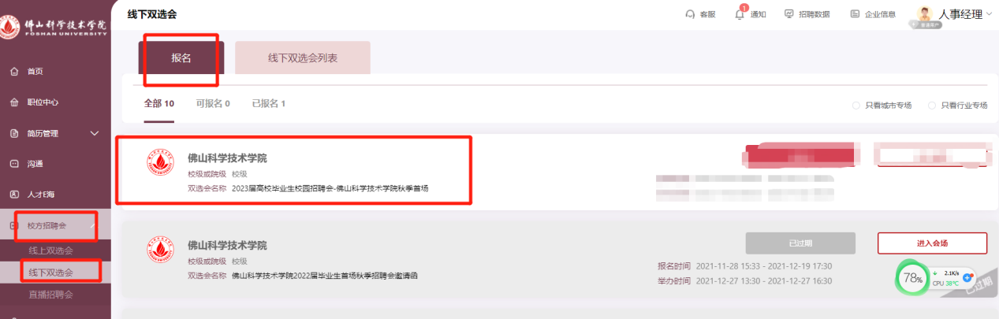 佛山科学技术学院
FOSHAN UNIVERSITY
线下双选会
客服
1
通知
招聘数据
企业信息
人事经理
普通用户
首页
职位中心
简历管理
沟通
人才E海
校方招聘会
线上双选会
线下双选会
直播招聘会
报名
线下双选会列表
全部 10 可报名 0 已报名 1
只看城市专场 只看行业专场
佛山科学技术学院
校级或院级 校级
双选会名称 2023届高校毕业生校园招聘会-佛山科学技术学院秋季首场
佛山科学技术学院
校级或院级 校级
双选会名称 佛山科学技术学院2022届毕业生首场秋季招聘会邀请函
已过期
进入会场
报名时间 2021-11-28 15:33 - 2021-12-19 17:30
举办时间 2021-12-27 13:30 - 2021-12-27 16:30
78%
2.1K/s
CPU 38℃
已过期